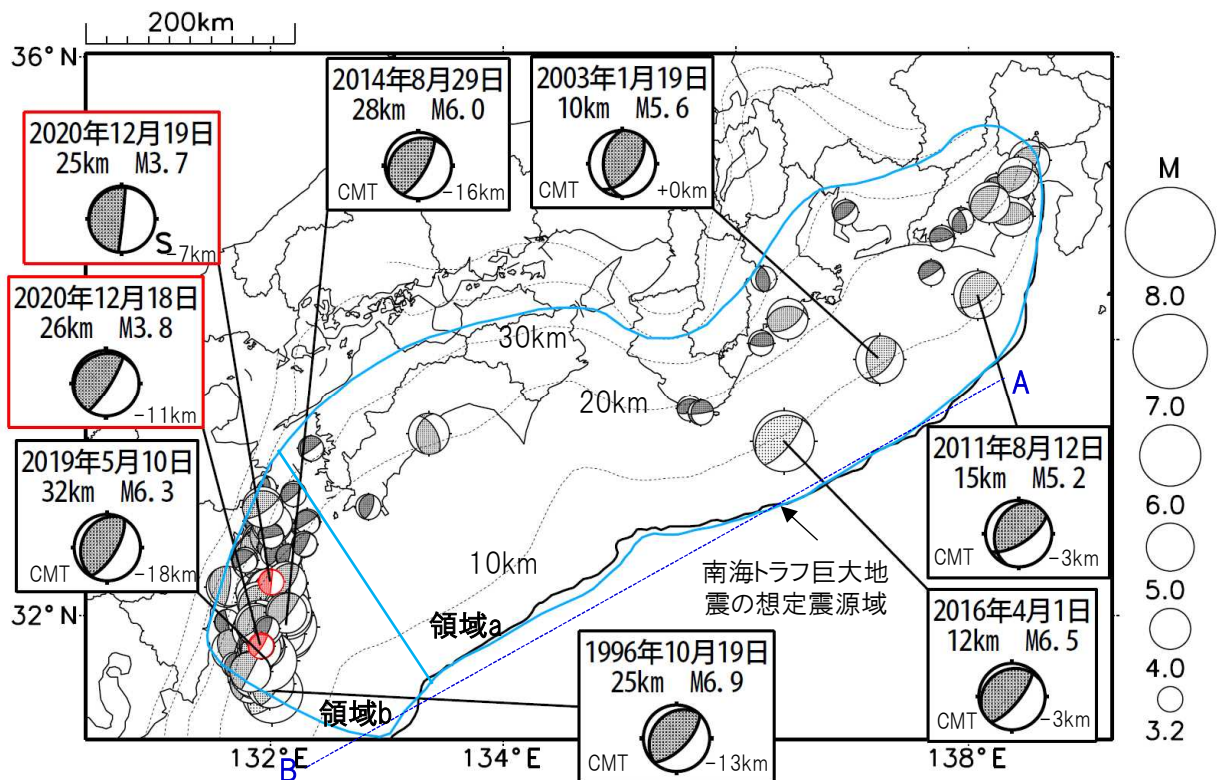 200km
36°N
2014年8月29日
28km M6.0
CMT
-16km
2003年1月19日
10km M5.6
CMT
+0km
2020年12月19日
25km M3.7
S
-7km
M
8.0
7.0
6.0
5.0
4.0
3.2
2020年12月18日
26km M3.8
-11km
30km
20km
10km
A
2019年5月10日
32km M6.3
CMT
-18km
2011年8月12日
15km M5.2
CMT
-3km
南海トラフ巨大地
震の想定震源域
32°N
領域a
領域b
2016年4月1日
12km M6.5
CMT
-3km
1996年10月19日
25km M6.9
CMT
-13km
B
132°E
134°E
138°E